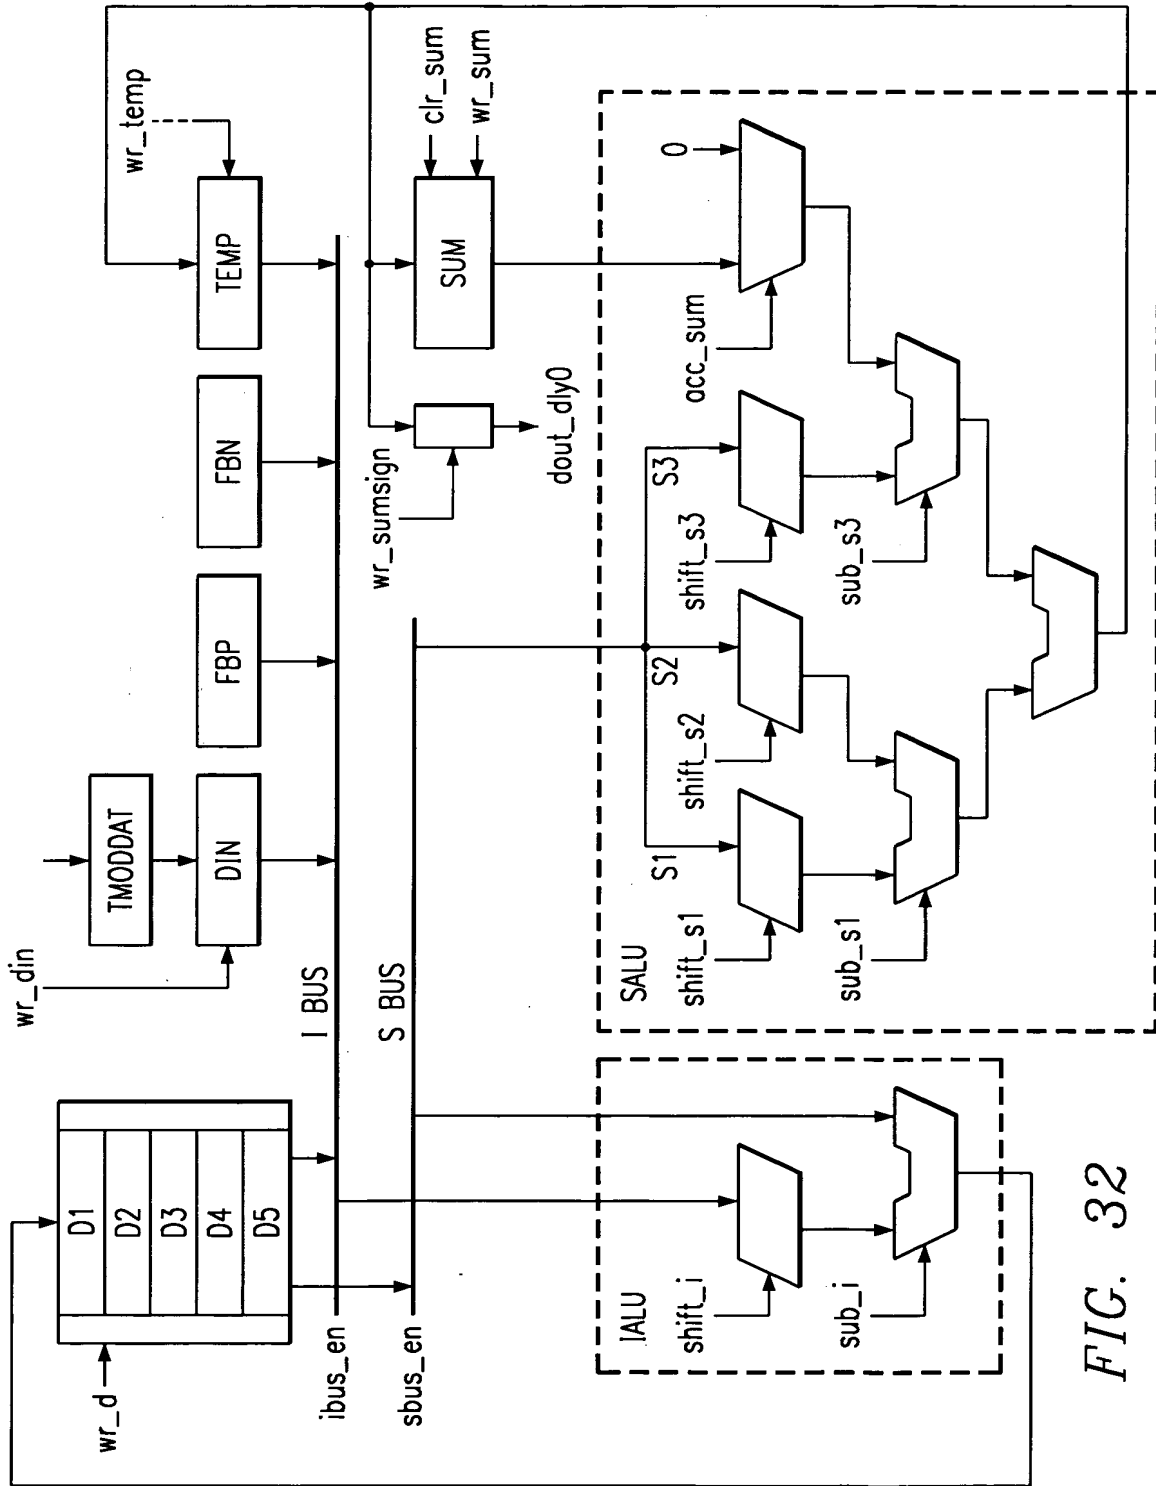 wr_d
D1
D2
D3
D4
D5
wr_din
TMODDAT
DIN
FBP
FBN
TEMP
wr_temp
ibus_en
I BUS
sbus_en
S BUS
wr_sumsign
dout_dly0
SUM
clr_sum
wr_sum
IALU
shift_i
sub_i
SALU
S1
S2
S3
shift_s1
shift_s2
shift_s3
acc_sum
0
sub_s1
sub_s3
FIG. 32